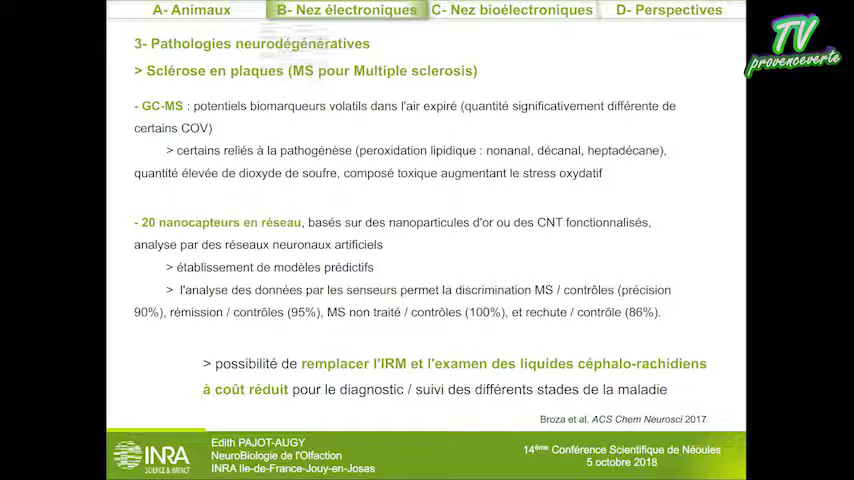 A- Animaux
B- Nez électroniques
C- Nez bioélectroniques
D- Perspectives
TV
provenceverte
3- Pathologies neurodégénératives
> Sclérose en plaques (MS pour Multiple sclerosis)
- GC-MS : potentiels biomarqueurs volatils dans l'air expiré (quantité significativement différente de
certains COV)
> certains reliés à la pathogénèse (peroxidation lipidique : nonanal, décanal, heptadécane),
quantité élevée de dioxyde de soufre, composé toxique augmentant le stress oxydatif
- 20 nanocapteurs en réseau, basés sur des nanoparticules d'or ou des CNT fonctionnalisés,
analyse par des réseaux neuronaux artificiels
> établissement de modèles prédictifs
> l'analyse des données par les senseurs permet la discrimination MS / contrôles (précision
90%), rémission / contrôles (95%), MS non traité / contrôles (100%), et rechute / contrôle (86%).
> possibilité de remplacer l'IRM et l'examen des liquides céphalo-rachidiens
à coût réduit pour le diagnostic / suivi des différents stades de la maladie
Broza et al. ACS Chem Neurosci 2017
INRA
SCIENCE & IMPACT
Edith PAJOT-AUGY
NeuroBiologie de l'Olfaction
INRA Ile-de-France-Jouy-en-Josas
14ème Conférence Scientifique de Néoules
5 octobre 2018